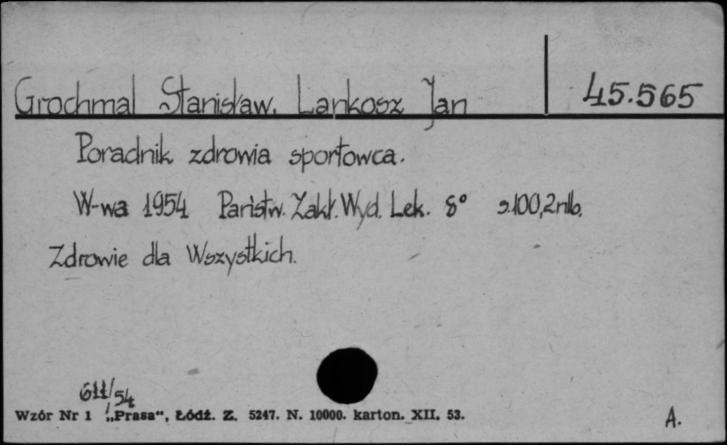 Grochmal Stanisław. Lankosz Jan 45.565
Poradnik zdrowia sportowca.
W-wa 1954 Państw. Zakł. Wyd. Lek. 8° s.100,2nlb.
Zdrowie dla Wszystkich.
611/54
Wzór Nr 1 „Prasa“, Łódź. Z. 5247. N. 10000. karton. XII. 53.
A.